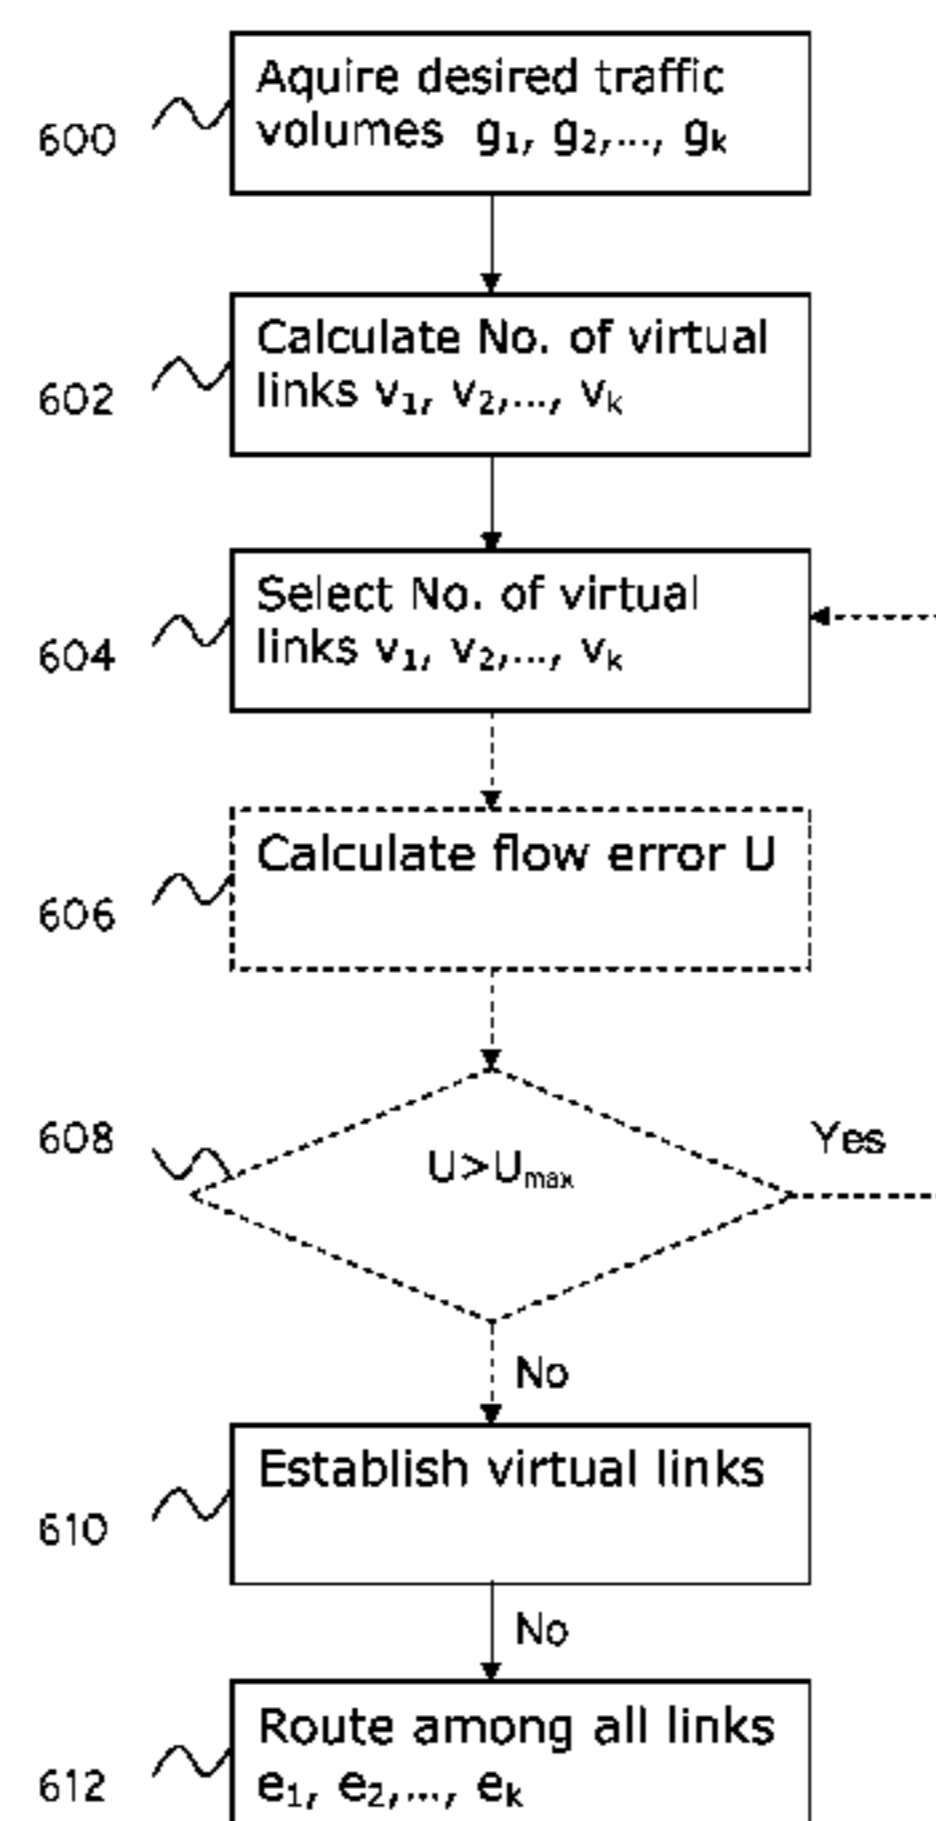 Aquire desired traffic
volumes g₁, g₂,..., gₖ
600
Calculate No. of virtual
links v₁, v₂,..., vₖ
602
Select No. of virtual
links v₁, v₂,..., vₖ
604
Calculate flow error U
606
608
U>Uₘₐₓ
Yes
No
Establish virtual links
610
No
Route among all links
e₁, e₂,..., eₖ
612